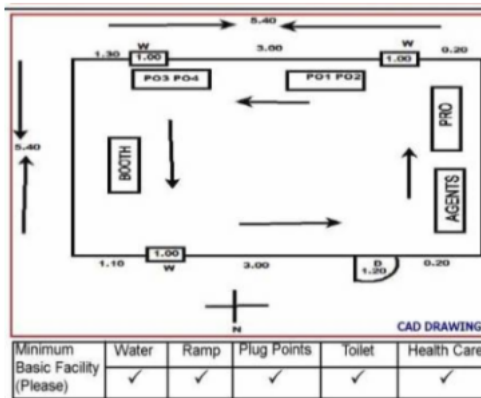 5.40
W W
1.30 1.00 3.00 1.00 0.20
PO3 PO4 PO1 PO2
5.40
BOOTH
PRO
AGENTS
1.10 1.00 3.00 D 0.20
W 1.20
N
CAD DRAWING
Minimum Basic Facility (Please) Water Ramp Plug Points Toilet Health Care
✓ ✓ ✓ ✓ ✓